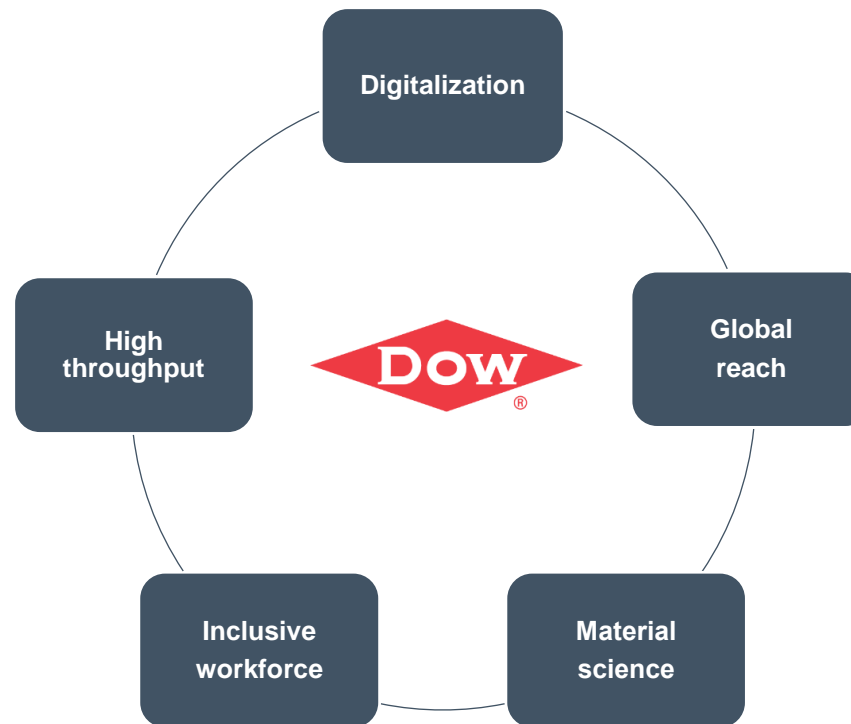 Digitalization
Global
reach
Material
science
Inclusive
workforce
High
throughput
Dow
®